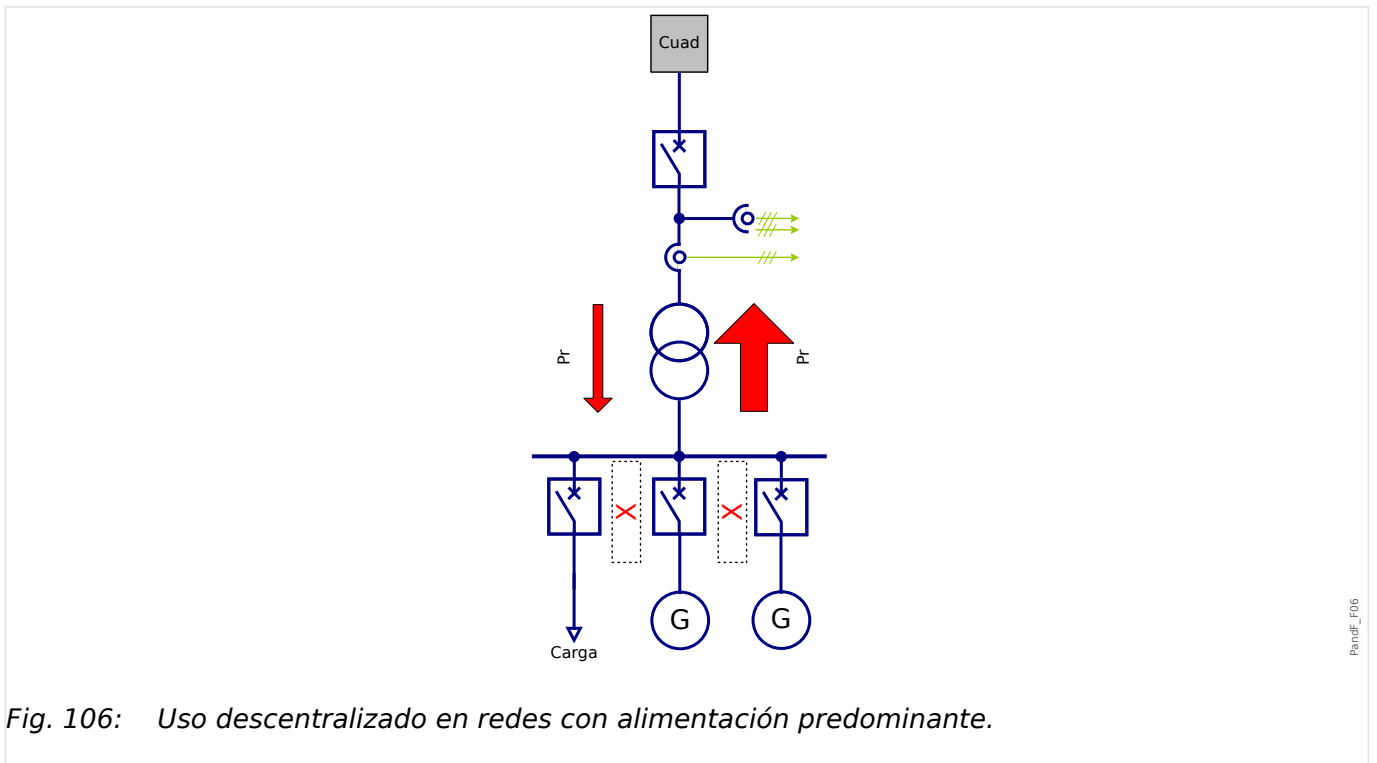 Cuad
Pr
Pr
G
G
Carga
PandF_F06
Fig. 106: Uso descentralizado en redes con alimentación predominante.